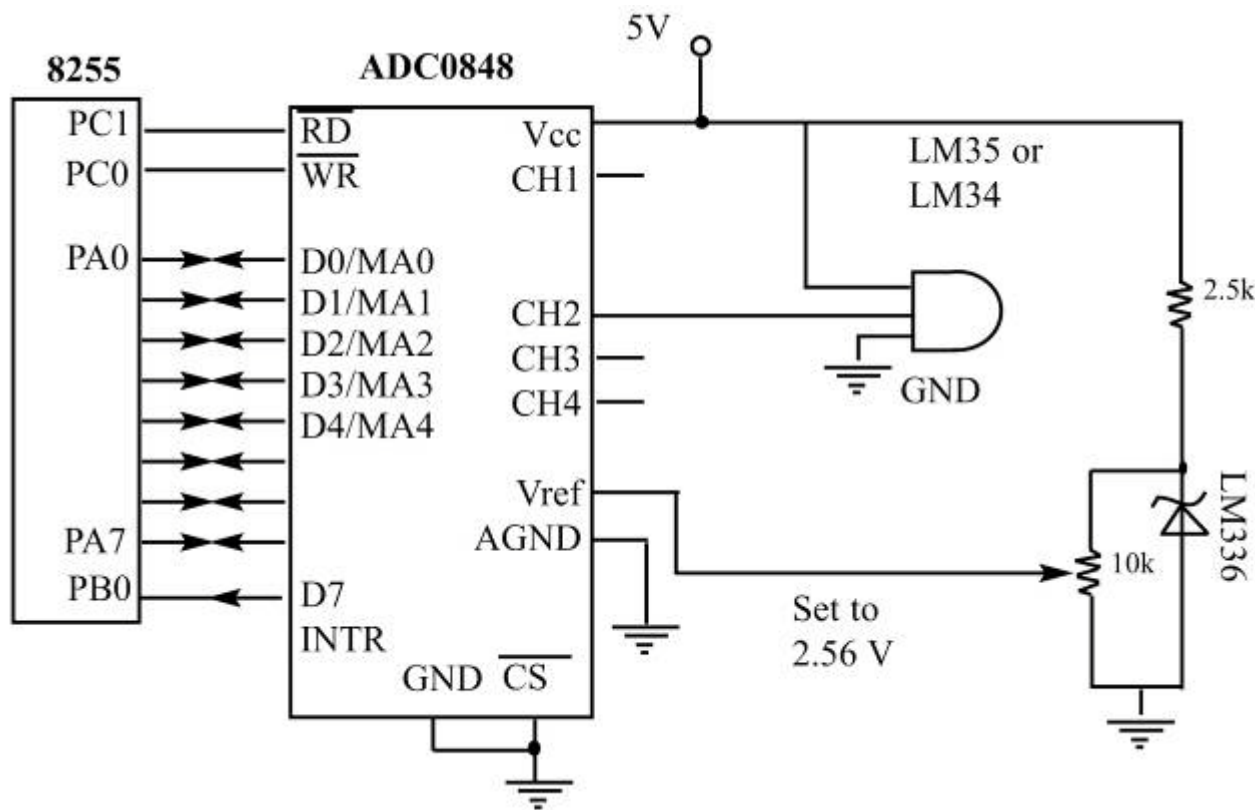 8255
PC1
PC0
PA0
PA7
PB0
ADC0848
RD
WR
D0/MA0
D1/MA1
D2/MA2
D3/MA3
D4/MA4
D7
INTR
GND CS
Vcc
CH1
CH2
CH3
CH4
Vref
AGND
5V
LM35 or
LM34
GND
2.5k
10k
LM336
Set to
2.56 V